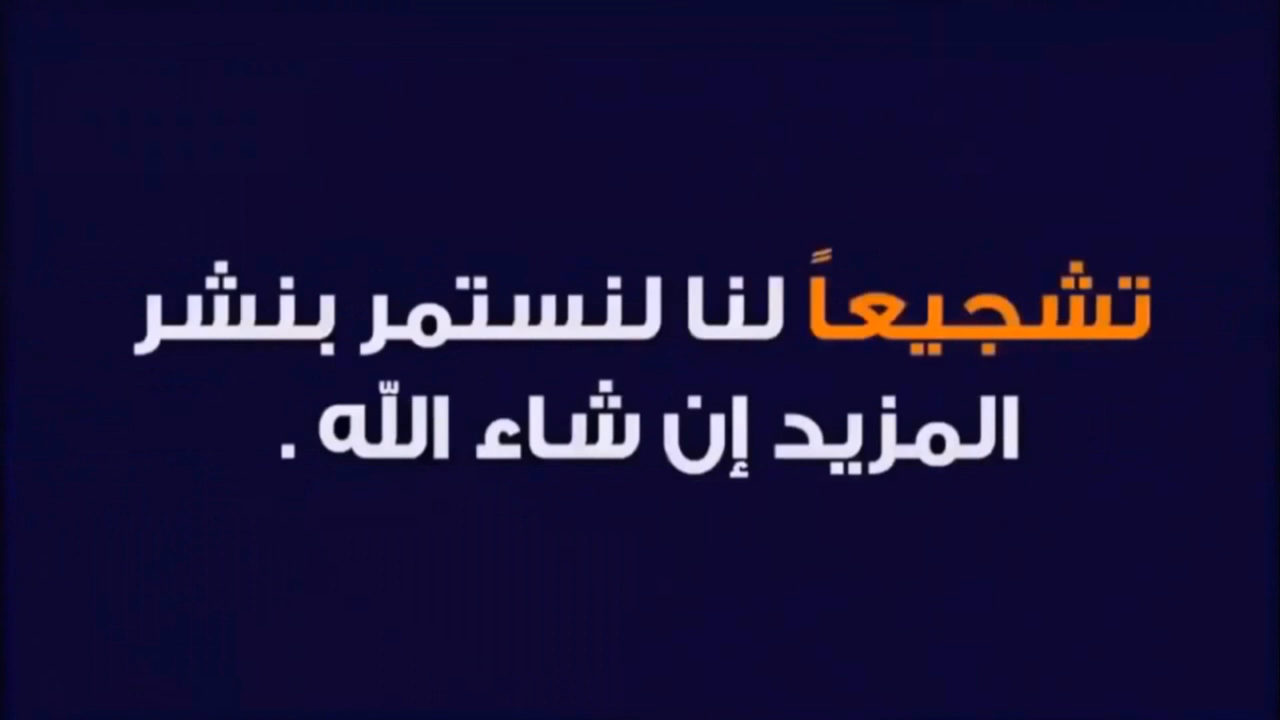 تشجيعاً لنا لنستمر بنشر
المزيد إن شاء الله .